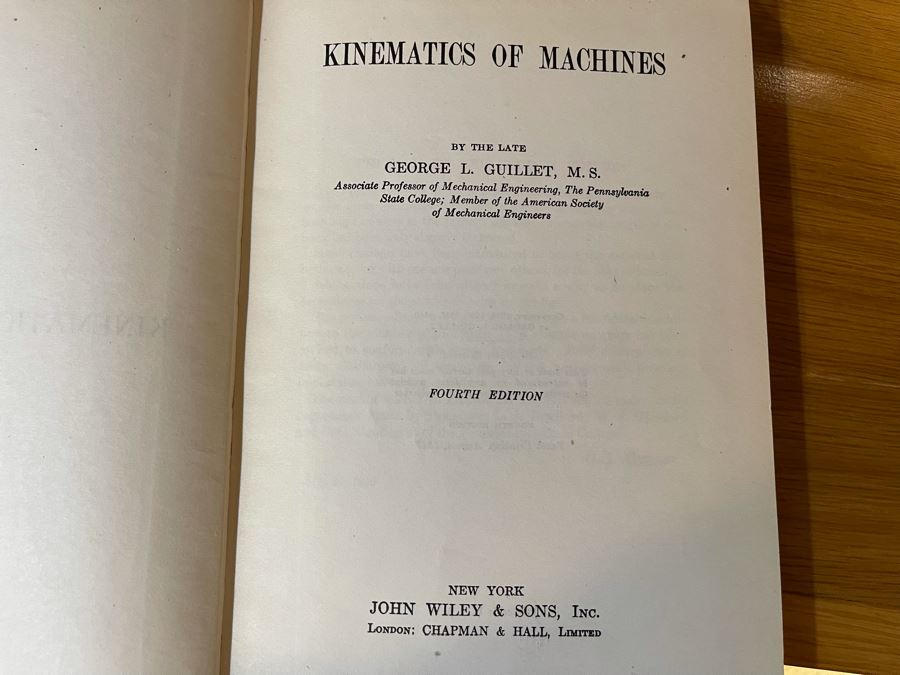 KINEMATICS OF MACHINES
BY THE LATE
GEORGE L. GUILLET, M. S.
Associate Professor of Mechanical Engineering, The Pennsylvania
State College; Member of the American Society
of Mechanical Engineers
FOURTH EDITION
NEW YORK
JOHN WILEY & SONS, Inc.
London: CHAPMAN & HALL, Limited